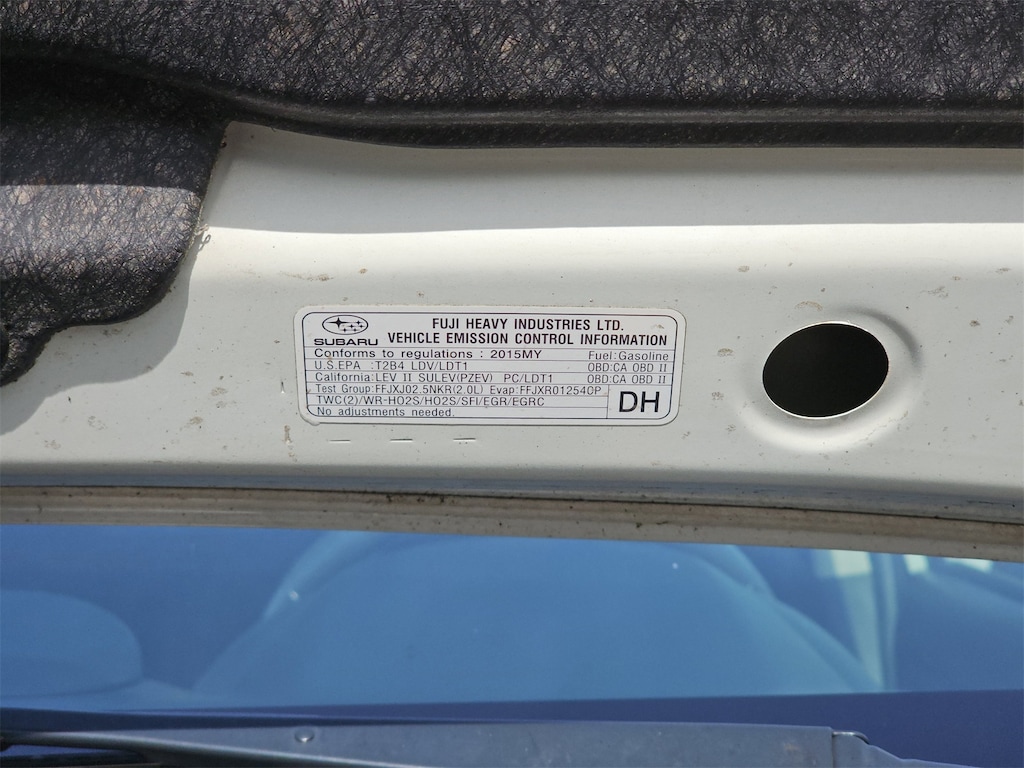 SUBARU
FUJI HEAVY INDUSTRIES LTD.
VEHICLE EMISSION CONTROL INFORMATION
Conforms to regulations : 2015MY Fuel:Gasoline
U.S.EPA :T2B4 LDV/LDT1 OBD:CA OBD II
California:LEV II SULEV(PZEV) PC/LDT1 OBD:CA OBD II
Test Group:FFJXJ02.5NKR(2.0L) Evap:FFJXR01254OP
TWC(2)/WR-HO2S/HO2S/SFI/EGR/EGRC
No adjustments needed.
DH